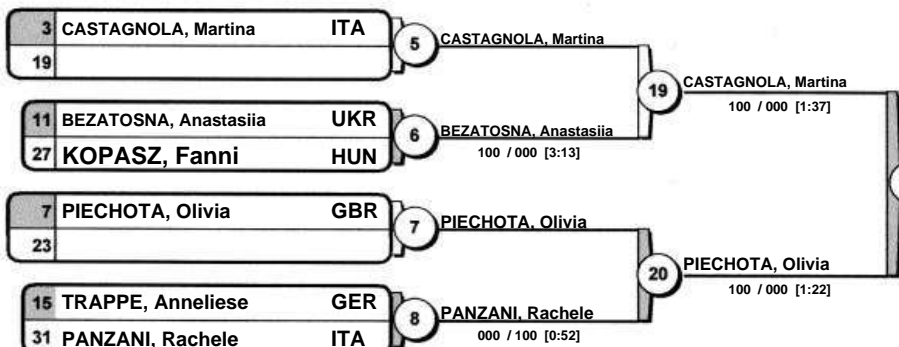 3 CASTAGNOLA, Martina ITA
19
5 CASTAGNOLA, Martina
11 BEZATOSNA, Anastasiia UKR
27 KOPASZ, Fanni HUN
6 BEZATOSNA, Anastasiia
100 / 000 [3:13]
19 CASTAGNOLA, Martina
100 / 000 [1:37]
7 PIECHOTA, Olivia GBR
23
7 PIECHOTA, Olivia
15 TRAPPE, Anneliese GER
31 PANZANI, Rachele ITA
8 PANZANI, Rachele
000 / 100 [0:52]
20 PIECHOTA, Olivia
100 / 000 [1:22]